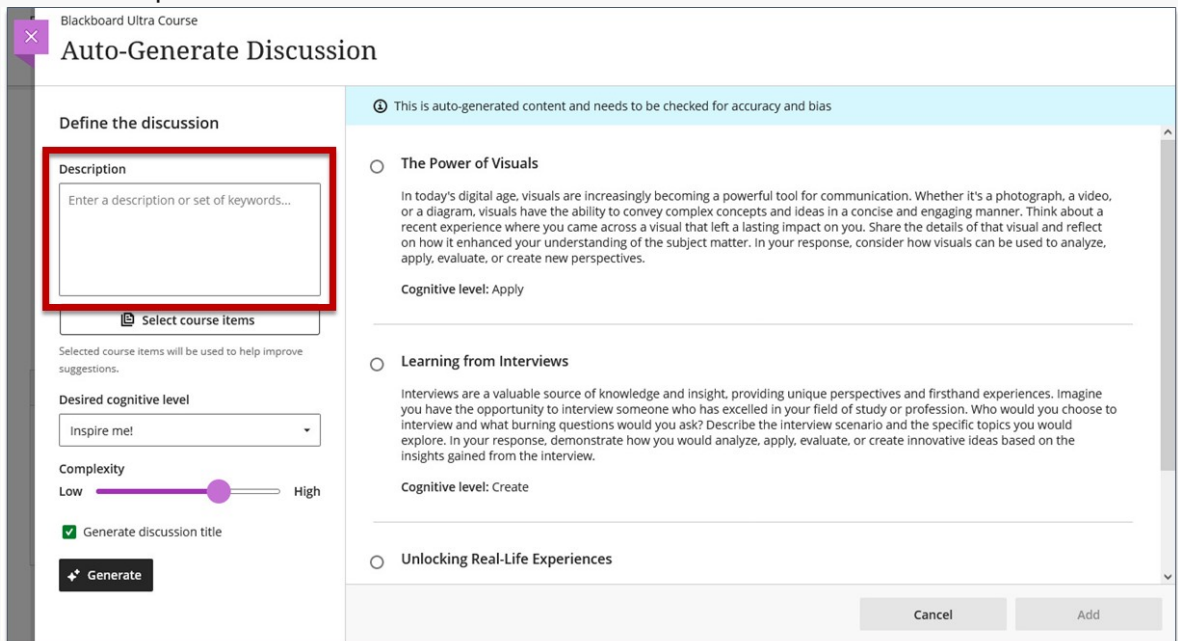 Blackboard Ultra Course
Auto-Generate Discussion
Define the discussion
Description
Enter a description or set of keywords...
Select course items
Selected course items will be used to help improve
suggestions.
Desired cognitive level
Inspire me!
Complexity
Low
High
Generate discussion title
Generate
This is auto-generated content and needs to be checked for accuracy and bias
The Power of Visuals
In today's digital age, visuals are increasingly becoming a powerful tool for communication. Whether it's a photograph, a video,
or a diagram, visuals have the ability to convey complex concepts and ideas in a concise and engaging manner. Think about a
recent experience where you came across a visual that left a lasting impact on you. Share the details of that visual and reflect
on how it enhanced your understanding of the subject matter. In your response, consider how visuals can be used to analyze,
apply, evaluate, or create new perspectives.
Cognitive level: Apply
Learning from Interviews
Interviews are a valuable source of knowledge and insight, providing unique perspectives and firsthand experiences. Imagine
you have the opportunity to interview someone who has excelled in your field of study or profession. Who would you choose to
interview and what burning questions would you ask? Describe the interview scenario and the specific topics you would
explore. In your response, demonstrate how you would analyze, apply, evaluate, or create innovative ideas based on the
insights gained from the interview.
Cognitive level: Create
Unlocking Real-Life Experiences
Cancel
Add